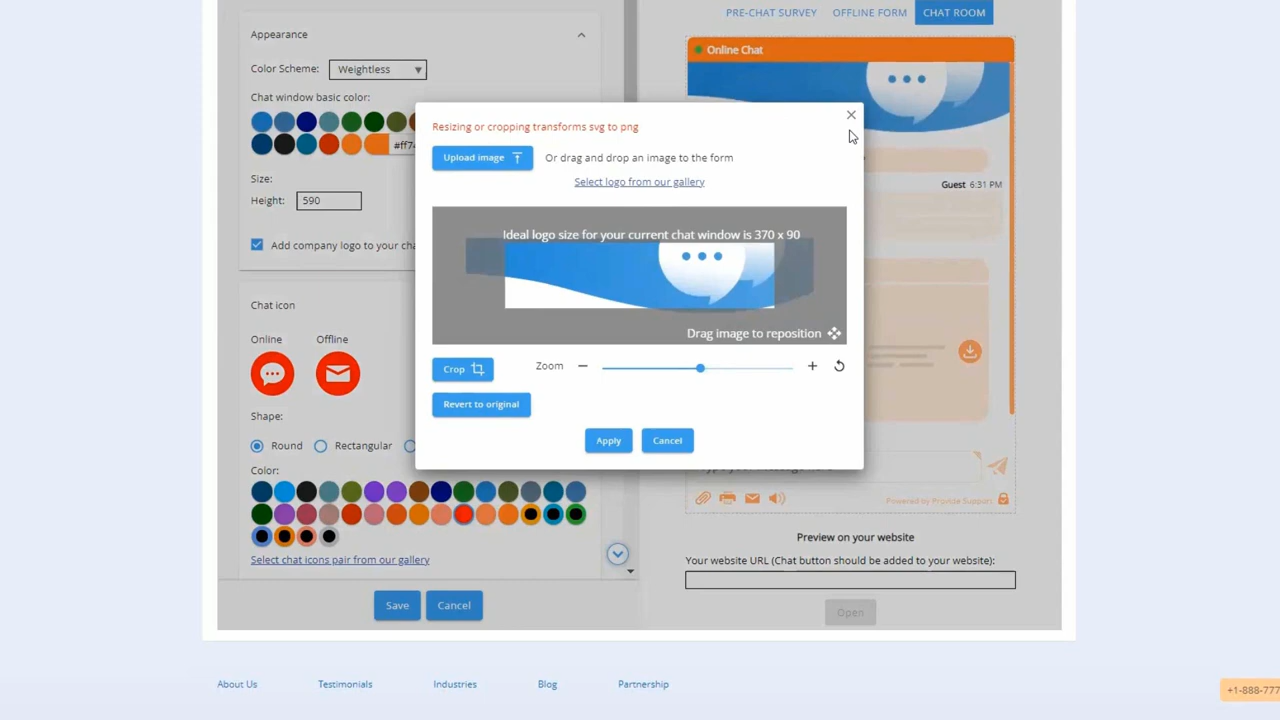 PRE-CHAT SURVEY OFFLINE FORM CHAT ROOM
Appearance
Online Chat
Color Scheme: Weightless
Chat window basic color:
#ff7
Size:
Height: 590
Add company logo to your cha
Resizing or cropping transforms svg to png
Upload image Or drag and drop an image to the form
Select logo from our gallery
Guest 6:31 PM
Ideal logo size for your current chat window is 370 x 90
Drag image to reposition
Crop Zoom
Revert to original
Apply Cancel
Chat icon
Online Offline
Shape:
Round Rectangular
Color:
Select chat icons pair from our gallery
Save Cancel
Powered by Provide Support
Preview on your website
Your website URL (Chat button should be added to your website):
Open
About Us Testimonials Industries Blog Partnership
+1-888-777